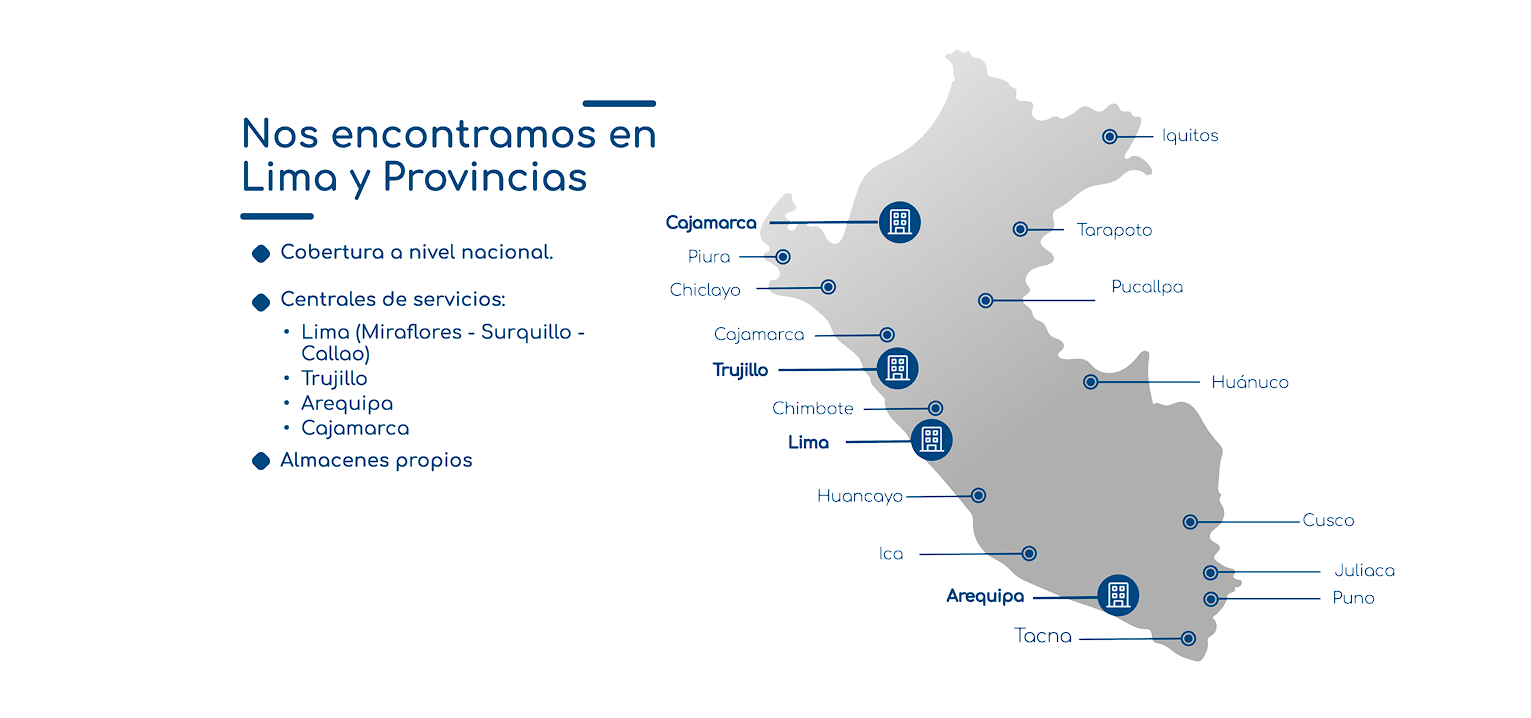 Nos encontramos en
Lima y Provincias
Cobertura a nivel nacional.
Centrales de servicios:
• Lima (Miraflores - Surquillo -
Callao)
• Trujillo
• Arequipa
• Cajamarca
Almacenes propios
Iquitos
Cajamarca
Tarapoto
Piura
Chiclayo
Pucallpa
Cajamarca
Trujillo
Huánuco
Chimbote
Lima
Huancayo
Cusco
Ica
Juliaca
Arequipa
Puno
Tacna